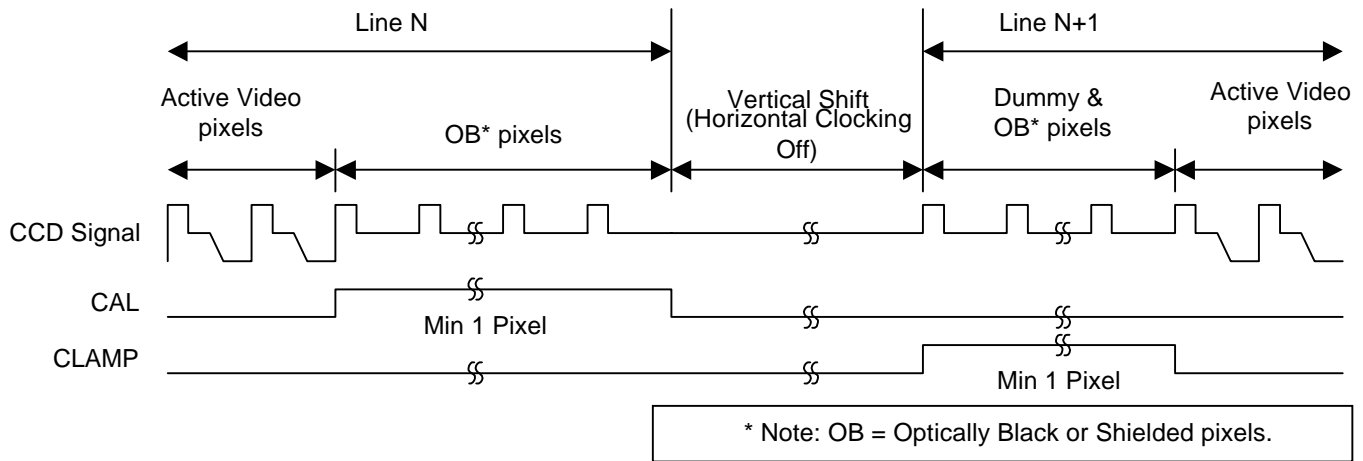 Line N
Line N+1
Active Video
pixels
OB* pixels
Vertical Shift
(Horizontal Clocking
Off)
Dummy &
OB* pixels
Active Video
pixels
CCD Signal
CAL
Min 1 Pixel
CLAMP
Min 1 Pixel
* Note: OB = Optically Black or Shielded pixels.